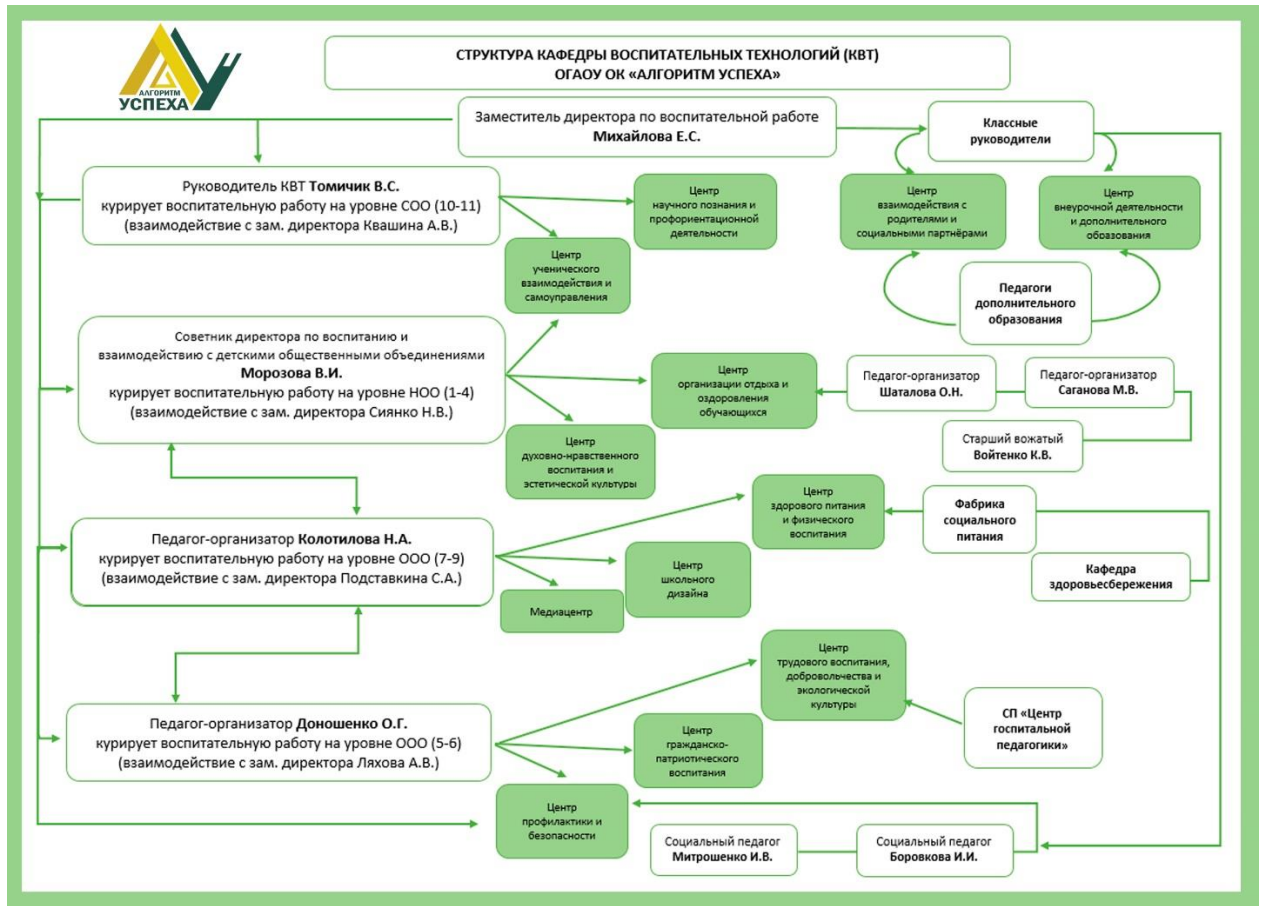 АЛГОРИТМ
УСПЕХА
СТРУКТУРА КАФЕДРЫ ВОСПИТАТЕЛЬНЫХ ТЕХНОЛОГИЙ (КВТ)
ОГАОУ ОК «АЛГОРИТМ УСПЕХА»
Заместитель директора по воспитательной работе
Михайлова Е.С.
Классные
руководители
Руководитель КВТ Томичик В.С.
курирует воспитательную работу на уровне СОО (10-11)
(взаимодействие с зам. директора Квашина А.В.)
Центр
научного познания и
профориентационной
деятельности
Центр
взаимодействия с
родителями и
социальными партнёрами
Центр
внеурочной деятельности
и дополнительного
образования
Центр
ученического
взаимодействия и
самоуправления
Педагоги
дополнительного
образования
Советник директора по воспитанию и
взаимодействию с детскими общественными объединениями
Морозова В.И.
курирует воспитательную работу на уровне НОО (1-4)
(взаимодействие с зам. директора Сиянко Н.В.)
Центр
организации отдыха и
оздоровления
обучающихся
Педагог-организатор
Шаталова О.Н.
Педагог-организатор
Саганова М.В.
Старший вожатый
Войтенко К.В.
Центр
духовно-нравственного
воспитания и
эстетической культуры
Педагог-организатор Колотилова Н.А.
курирует воспитательную работу на уровне ООО (7-9)
(взаимодействие с зам. директора Подставкина С.А.)
Центр
здорового питания
и физического
воспитания
Фабрика
социального
питания
Центр
школьного
дизайна
Кафедра
здоровьесбережения
Медиацентр
Центр
трудового воспитания,
добровольчества и
экологической
культуры
Педагог-организатор Доношенко О.Г.
курирует воспитательную работу на уровне ООО (5-6)
(взаимодействие с зам. директора Ляхова А.В.)
Центр
гражданско-
патриотического
воспитания
СП «Центр
госпитальной
педагогики»
Центр
профилактики и
безопасности
Социальный педагог
Митрошенко И.В.
Социальный педагог
Боровкова И.И.